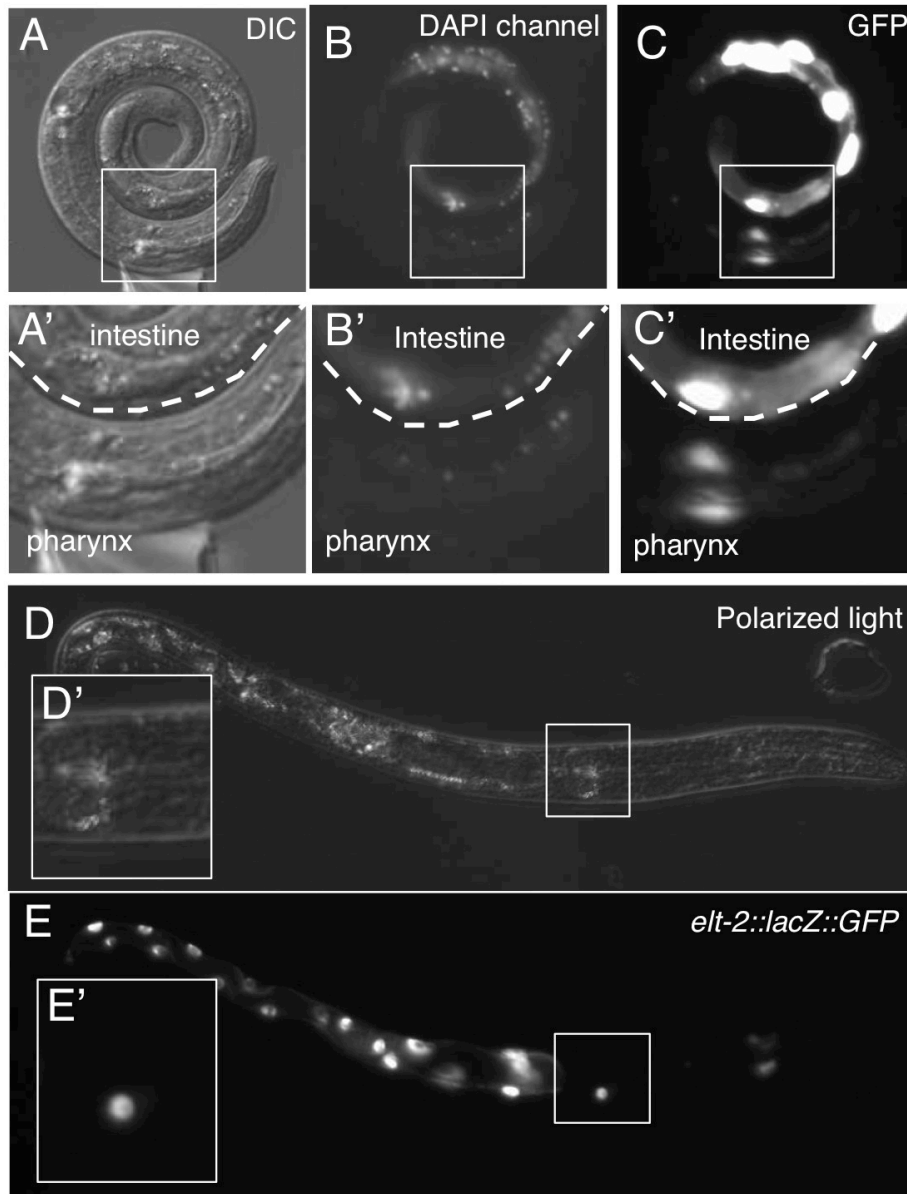 A
DIC
B
DAPI channel
C
GFP
A'
intestine
pharynx
B'
Intestine
pharynx
C'
Intestine
pharynx
D
Polarized light
D'
E
elt-2::lacZ::GFP
E'